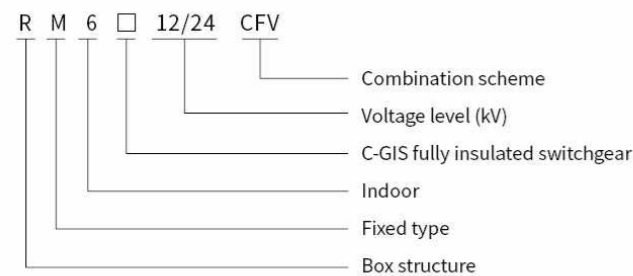 R M 6 □ 12/24 CFV
Combination scheme
Voltage level (kV)
C-GIS fully insulated switchgear
Indoor
Fixed type
Box structure